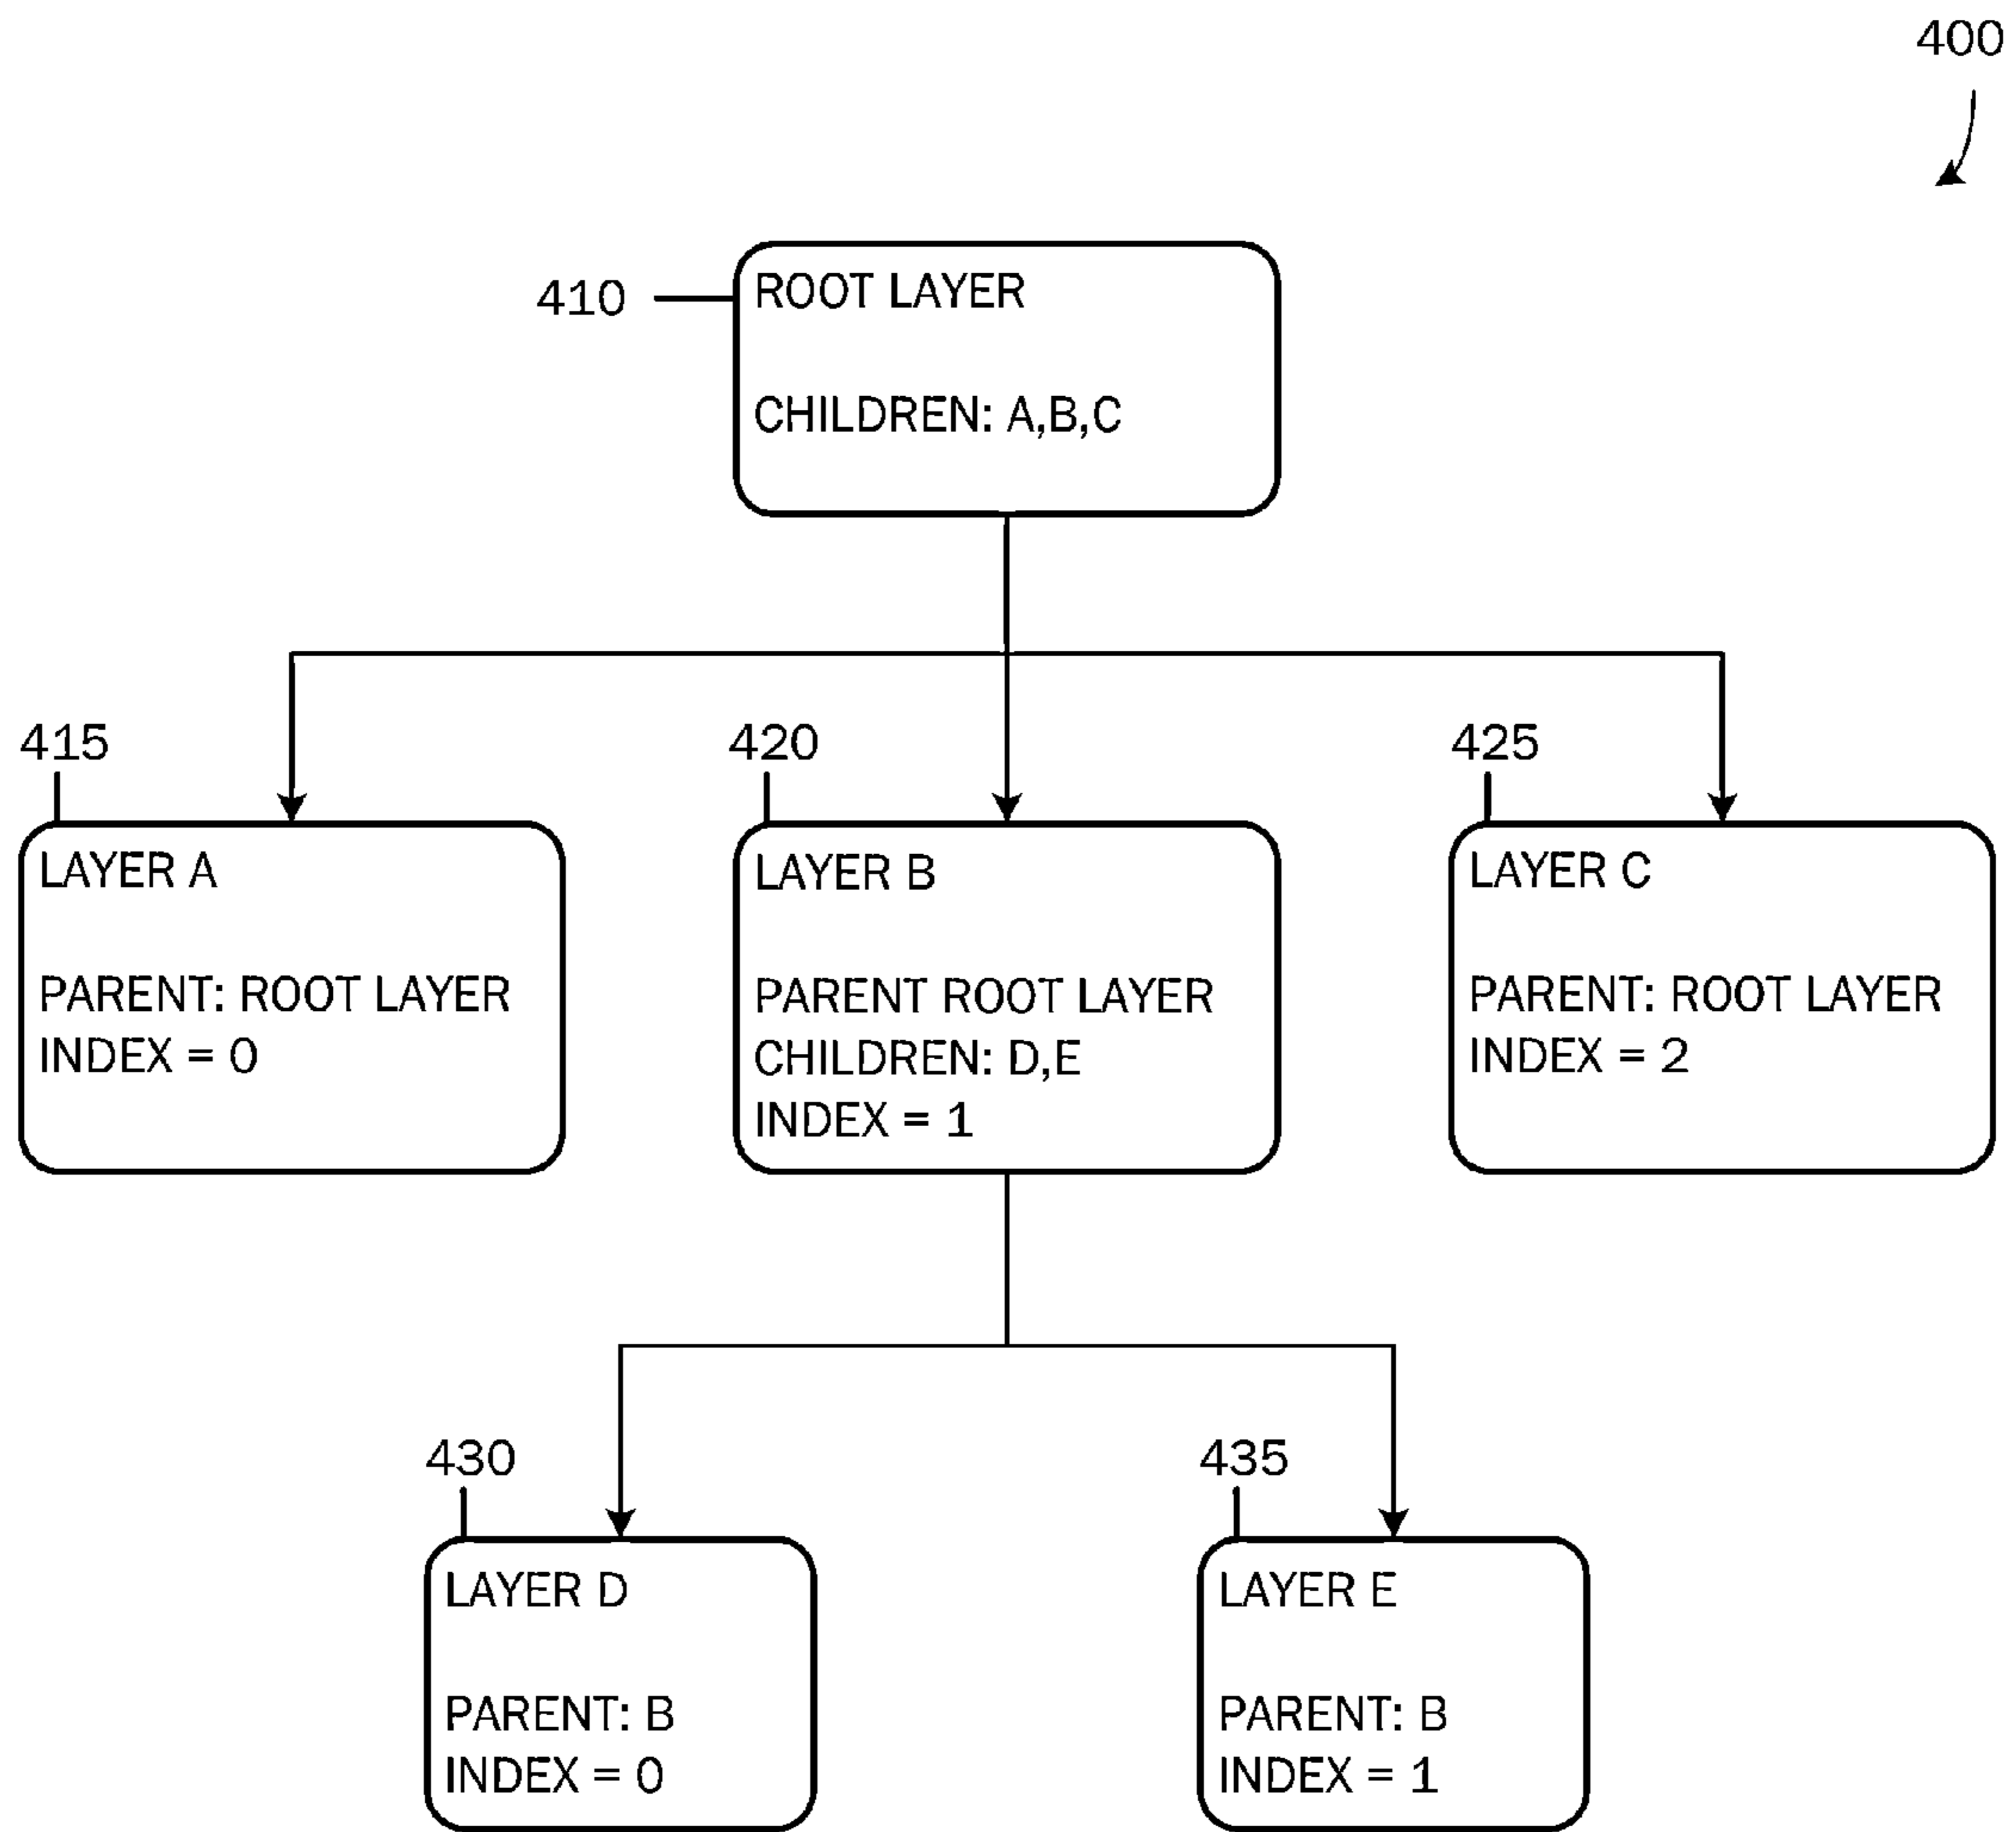 400
410
ROOT LAYER
CHILDREN: A,B,C
415
LAYER A
PARENT: ROOT LAYER
INDEX = 0
420
LAYER B
PARENT ROOT LAYER
CHILDREN: D,E
INDEX = 1
425
LAYER C
PARENT: ROOT LAYER
INDEX = 2
430
LAYER D
PARENT: B
INDEX = 0
435
LAYER E
PARENT: B
INDEX = 1